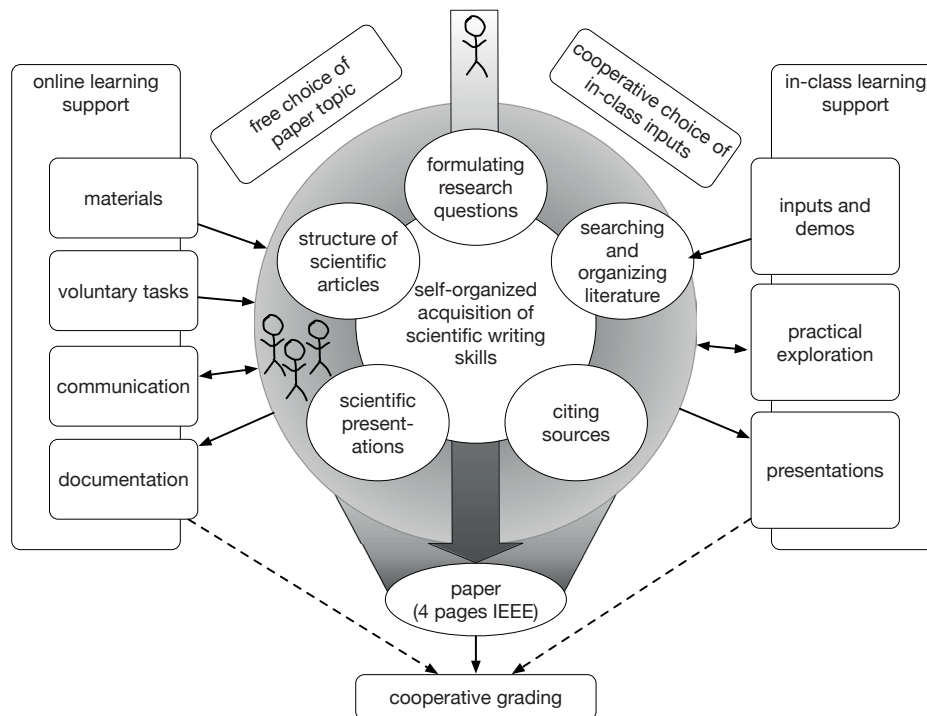 online learning
support
free choice of
paper topic
cooperative choice of
in-class inputs
in-class learning
support
materials
voluntary tasks
communication
documentation
formulating
research
questions
structure of
scientific
articles
searching
and
organizing
literature
self-organized
acquisition of
scientific writing
skills
scientific
present-
ations
citing
sources
inputs and
demos
practical
exploration
presentations
paper
(4 pages IEEE)
cooperative grading